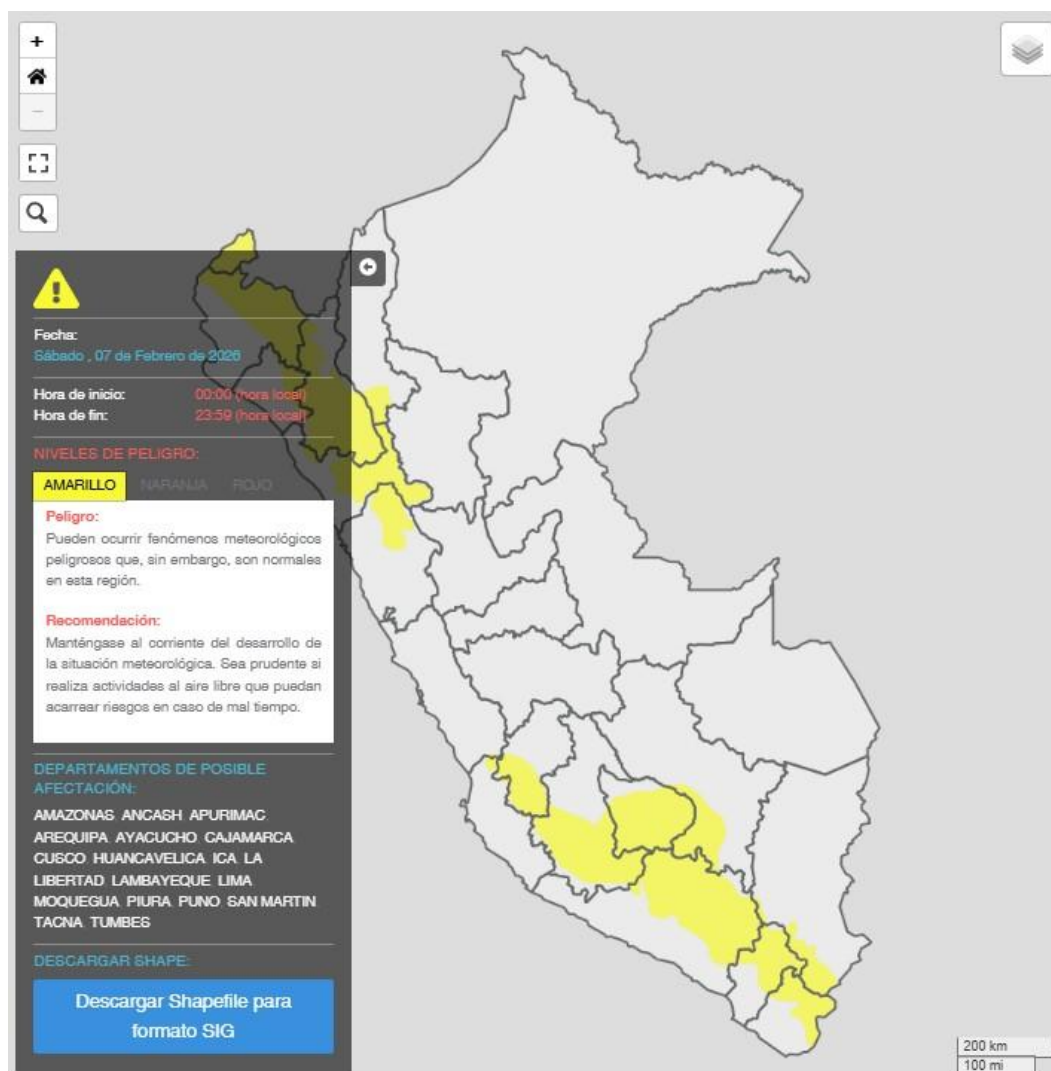 +
−
Fecha:
Sábado , 07 de Febrero de 2026
Hora de inicio: 00:00 (hora local)
Hora de fin: 23:59 (hora local)
NIVELES DE PELIGRO:
AMARILLO NARANJA ROJO
Peligro:
Pueden ocurrir fenómenos meteorológicos
peligrosos que, sin embargo, son normales
en esta región.
Recomendación:
Manténgase al corriente del desarrollo de
la situación meteorológica. Sea prudente si
realiza actividades al aire libre que puedan
acarrear riesgos en caso de mal tiempo.
DEPARTAMENTOS DE POSIBLE
AFECTACIÓN:
AMAZONAS ANCASH APURIMAC
AREQUIPA AYACUCHO CAJAMARCA
CUSCO HUANCAVELICA ICA LA
LIBERTAD LAMBAYEQUE LIMA
MOQUEGUA PIURA PUNO SAN MARTIN
TACNA TUMBES
DESCARGAR SHAPE:
Descargar Shapefile para
formato SIG
200 km
100 mi